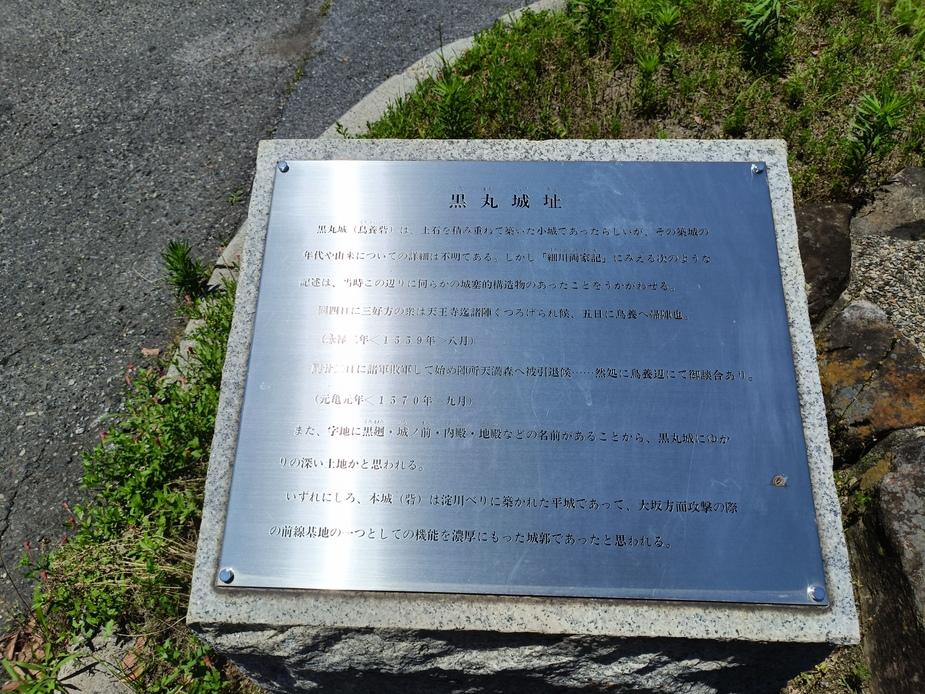 黒丸城址
黒丸城(鳥養砦)は、土石を積み重ねて築いた小城であったらしいが、その築城の
年代や由来についての詳細は不明である。しかし「細川両家記」にみえる次のような
記述は、当時この辺りに何らかの城塞的構造物のあったことをうかがわせる。
同四日に三好方の衆は天王寺迄諸陣くつろげられ候、五日に鳥養へ帰陣也。
(永禄二年<1559年>八月)
日に諸軍敗軍して始め陣所天満森へ被引退候……然処に鳥養辺にて御談合あり。
(元亀元年<1570年>九月)
また、字地に黒廻・城ノ前・内殿・地殿などの名前があることから、黒丸城にゆか
りの深い土地かと思われる。
いずれにしろ、本城(砦)は淀川べりに築かれた平城であって、大坂方面攻撃の際
の前線基地の一つとしての機能を濃厚にもった城郭であったと思われる。